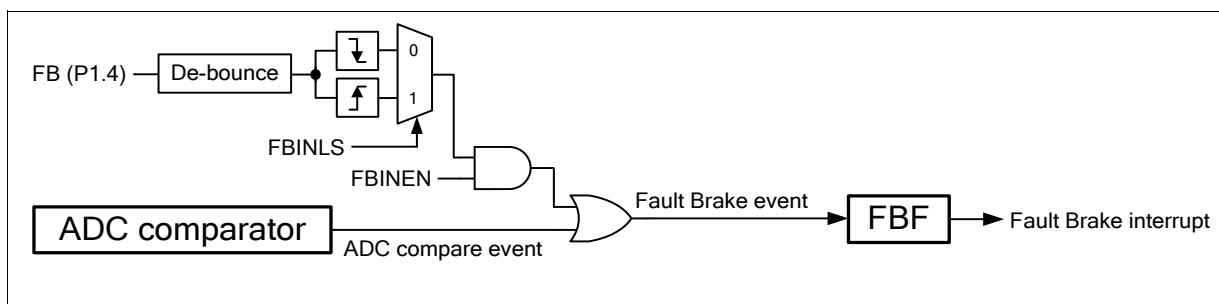 FB (P1.4)
De-bounce
0
1
FBINLS
FBINEN
ADC comparator
ADC compare event
Fault Brake event
FBF
Fault Brake interrupt